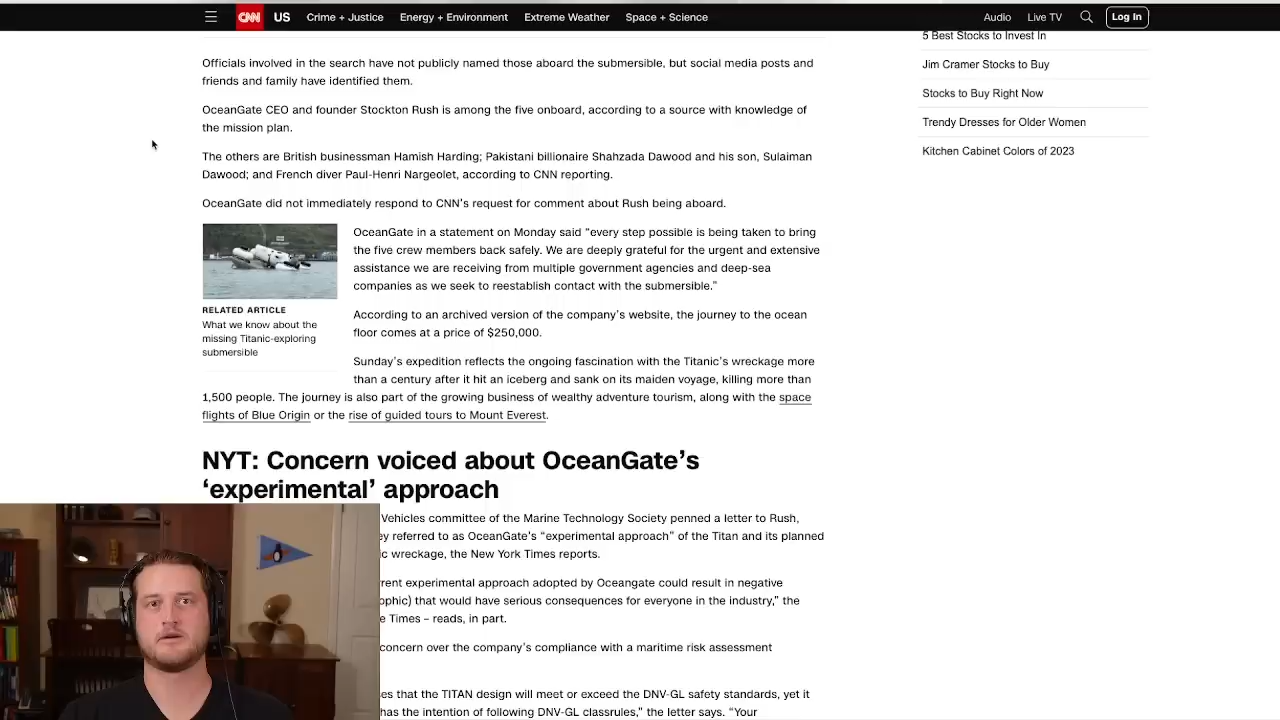 CNN US Crime + Justice Energy + Environment Extreme Weather Space + Science Audio Live TV Log In
Officials involved in the search have not publicly named those aboard the submersible, but social media posts and
friends and family have identified them.
OceanGate CEO and founder Stockton Rush is among the five onboard, according to a source with knowledge of
the mission plan.
The others are British businessman Hamish Harding; Pakistani billionaire Shahzada Dawood and his son, Sulaiman
Dawood; and French diver Paul-Henri Nargeolet, according to CNN reporting.
OceanGate did not immediately respond to CNN's request for comment about Rush being aboard.
RELATED ARTICLE
What we know about the
missing Titanic-exploring
submersible
OceanGate in a statement on Monday said "every step possible is being taken to bring
the five crew members back safely. We are deeply grateful for the urgent and extensive
assistance we are receiving from multiple government agencies and deep-sea
companies as we seek to reestablish contact with the submersible."
According to an archived version of the company's website, the journey to the ocean
floor comes at a price of $250,000.
Sunday's expedition reflects the ongoing fascination with the Titanic's wreckage more
than a century after it hit an iceberg and sank on its maiden voyage, killing more than
1,500 people. The journey is also part of the growing business of wealthy adventure tourism, along with the space
flights of Blue Origin or the rise of guided tours to Mount Everest.
NYT: Concern voiced about OceanGate's
'experimental' approach
Vehicles committee of the Marine Technology Society penned a letter to Rush,
ey referred to as OceanGate's "experimental approach" of the Titan and its planned
ic wreckage, the New York Times reports.
rent experimental approach adopted by Oceangate could result in negative
ophic) that would have serious consequences for everyone in the industry," the
e Times – reads, in part.
concern over the company's compliance with a maritime risk assessment
es that the TITAN design will meet or exceed the DNV-GL safety standards, yet it
has the intention of following DNV-GL classrules," the letter says. "Your
5 Best Stocks to Invest In
Jim Cramer Stocks to Buy
Stocks to Buy Right Now
Trendy Dresses for Older Women
Kitchen Cabinet Colors of 2023